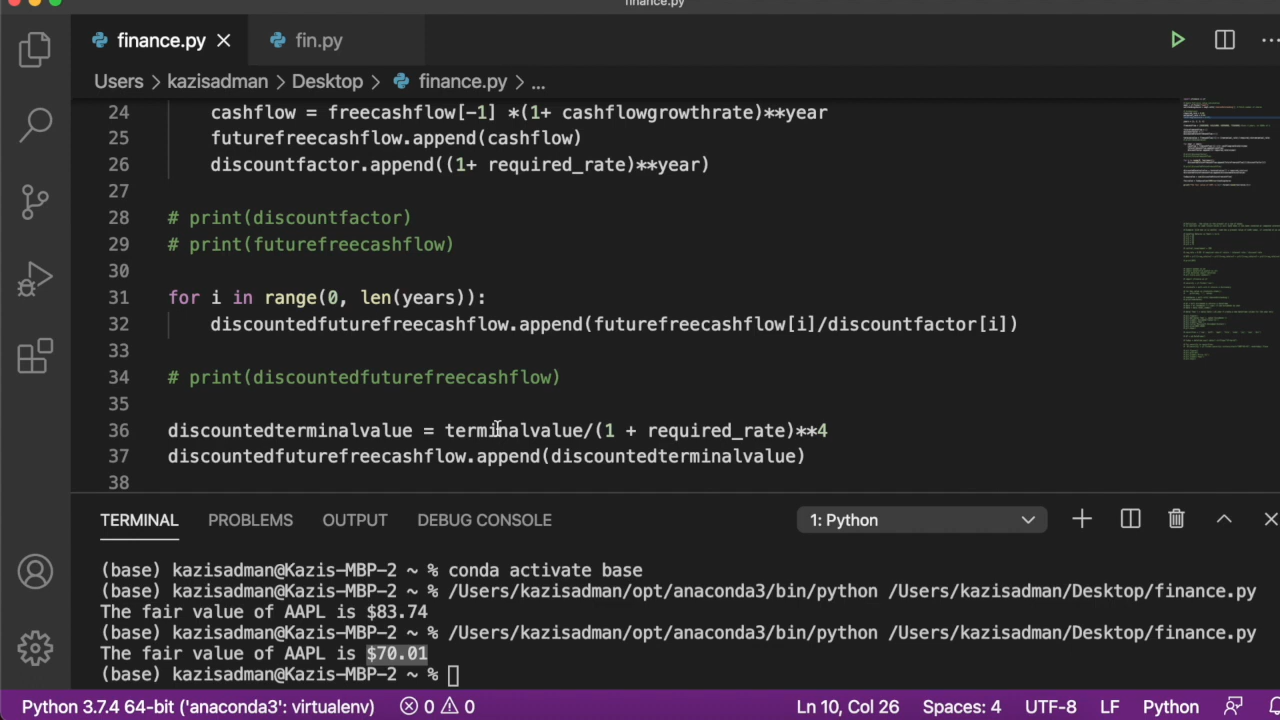 finance.py
finance.py
fin.py
Users > kazisadman > Desktop > finance.py > ...
24 cashflow = freecashflow[-1] *(1+ cashflowgrowthrate)**year
25 futurefreecashflow.append(cashflow)
26 discountfactor.append((1+ required_rate)**year)
27
28 # print(discountfactor)
29 # print(futurefreecashflow)
30
31 for i in range(0, len(years)):
32 discountedfuturefreecashflow.append(futurefreecashflow[i]/discountfactor[i])
33
34 # print(discountedfuturefreecashflow)
35
36 discountedterminalvalue = terminalvalue/(1 + required_rate)**4
37 discountedfuturefreecashflow.append(discountedterminalvalue)
38
TERMINAL PROBLEMS OUTPUT DEBUG CONSOLE 1: Python
(base) kazisadman@Kazis-MBP-2 ~ % conda activate base
(base) kazisadman@Kazis-MBP-2 ~ % /Users/kazisadman/opt/anaconda3/bin/python /Users/kazisadman/Desktop/finance.py
The fair value of AAPL is $83.74
(base) kazisadman@Kazis-MBP-2 ~ % /Users/kazisadman/opt/anaconda3/bin/python /Users/kazisadman/Desktop/finance.py
The fair value of AAPL is $70.01
(base) kazisadman@Kazis-MBP-2 ~ %
Python 3.7.4 64-bit ('anaconda3': virtualenv) 0 0 Ln 10, Col 26 Spaces: 4 UTF-8 LF Python